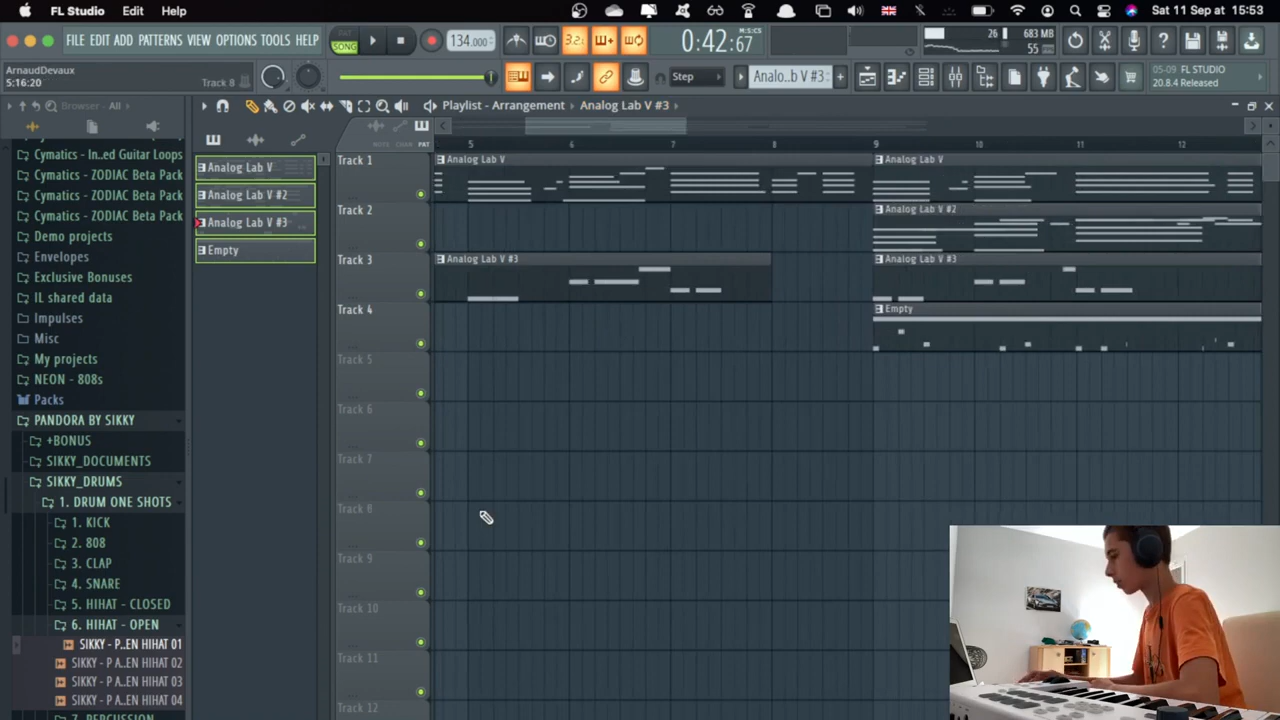 FL Studio Edit Help
Sat 11 Sep at 15:53
FILE EDIT ADD PATTERNS VIEW OPTIONS TOOLS HELP
SONG
134.000
3.2.
0:42:67
M:S:CS
26
683 MB
55
ArnaudDevaux
5:16:20
Track 8
Step
Analo..b V #3
05-09 FL STUDIO
20.8.4 Released
Browser - All
Playlist - Arrangement
Analog Lab V #3
NOTE CHAN PAT
5 6 7 8 9 10 11 12
Cymatics - In..ed Guitar Loops
Cymatics - ZODIAC Beta Pack
Cymatics - ZODIAC Beta Pack
Cymatics - ZODIAC Beta Pack
Demo projects
Envelopes
Exclusive Bonuses
IL shared data
Impulses
Misc
My projects
NEON - 808s
Packs
PANDORA BY SIKKY
+BONUS
SIKKY_DOCUMENTS
SIKKY_DRUMS
1. DRUM ONE SHOTS
1. KICK
2. 808
3. CLAP
4. SNARE
5. HIHAT - CLOSED
6. HIHAT - OPEN
SIKKY - P..EN HIHAT 01
SIKKY - P A..EN HIHAT 02
SIKKY - P A..EN HIHAT 03
SIKKY - P A..EN HIHAT 04
7. PERCUSSION
Analog Lab V
Analog Lab V #2
Analog Lab V #3
Empty
Track 1
Analog Lab V
Analog Lab V
Track 2
Analog Lab V #2
Track 3
Analog Lab V #3
Analog Lab V #3
Track 4
Empty
Track 5
Track 6
Track 7
Track 8
Track 9
Track 10
Track 11
Track 12